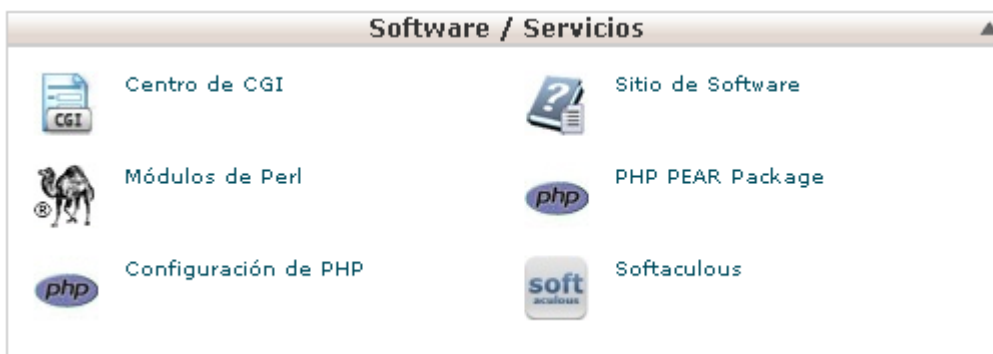 Software / Servicios
Centro de CGI
Sitio de Software
CGI
Módulos de Perl
PHP PEAR Package
®
php
Configuración de PHP
Softaculous
php
soft
aculous